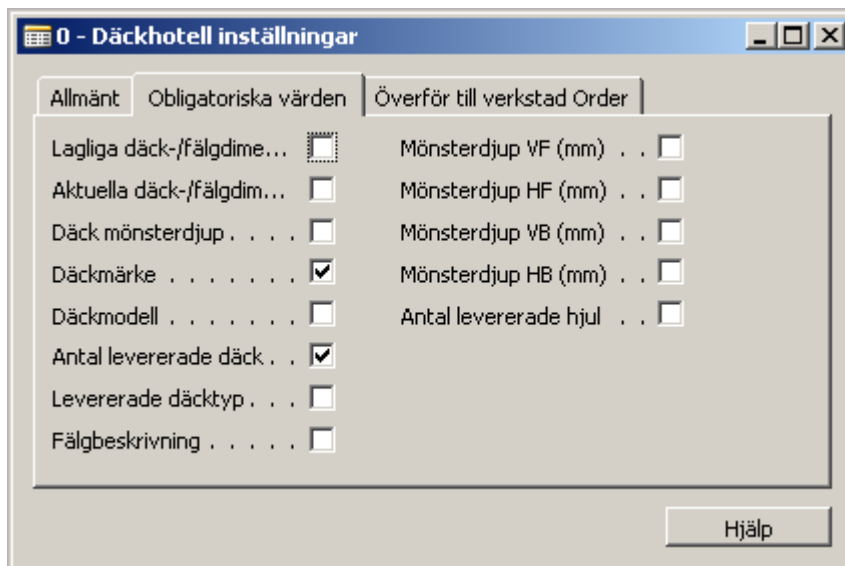 0 - Däckhotell inställningar
Allmänt
Obligatoriska värden
Överför till verkstad Order
Lagliga däck-/fälgdime...
Aktuella däck-/fälgdim...
Däck mönsterdjup . . . .
Däckmärke . . . . . . .
Däckmodell . . . . . . .
Antal levererade däck . .
Levererade däcktyp . . .
Fälgbeskrivning . . . . .
Mönsterdjup VF (mm) . .
Mönsterdjup HF (mm) . .
Mönsterdjup VB (mm) . .
Mönsterdjup HB (mm) . .
Antal levererade hjul . .
Hjälp